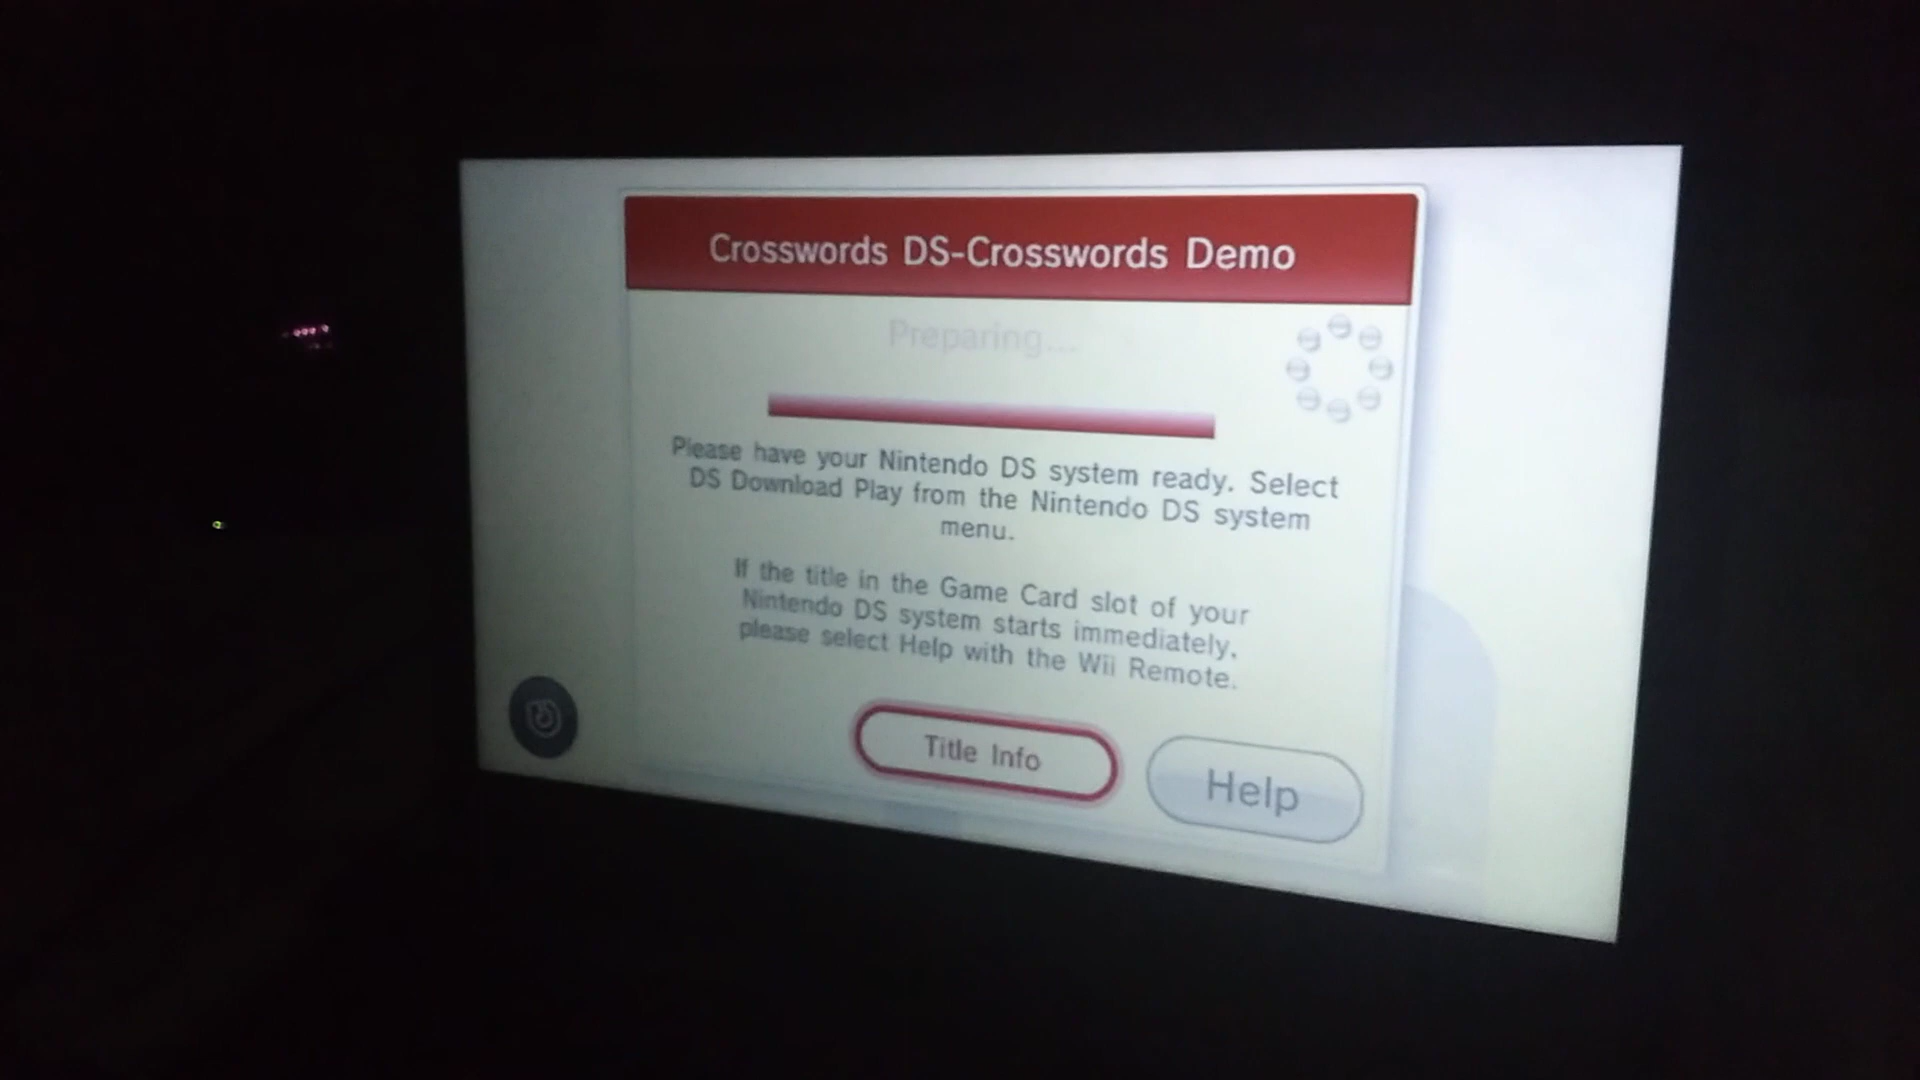 Crosswords DS-Crosswords Demo
Preparing...
Please have your Nintendo DS system ready. Select
DS Download Play from the Nintendo DS system
menu.
If the title in the Game Card slot of your
Nintendo DS system starts immediately,
please select Help with the Wii Remote.
Title Info
Help